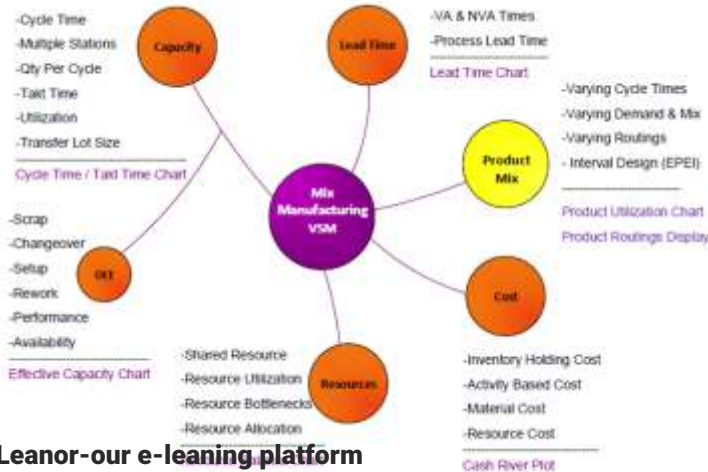 -Cycle Time
-Multiple Stations
-Qty Per Cycle
-Takt Time
-Utilization
-Transfer Lot Size
Cycle Time / Takt Time Chart
Capacity
Lead Time
-VA & NVA Times
-Process Lead Time
Lead Time Chart
-Varying Cycle Times
-Varying Demand & Mix
-Varying Routings
- Interval Design (EPEI)
Product Utilization Chart
Product Routings Display
Product
Mix
Mix
Manufacturing
VSM
-Scrap
-Changeover
-Setup
-Rework
-Performance
-Availability
Effective Capacity Chart
OEE
Cost
-Inventory Holding Cost
-Activity Based Cost
-Material Cost
-Resource Cost
Cash River Plot
-Shared Resource
-Resource Utilization
-Resource Bottlenecks
-Resource Allocation
Resources
Leanor-our e-leaning platform